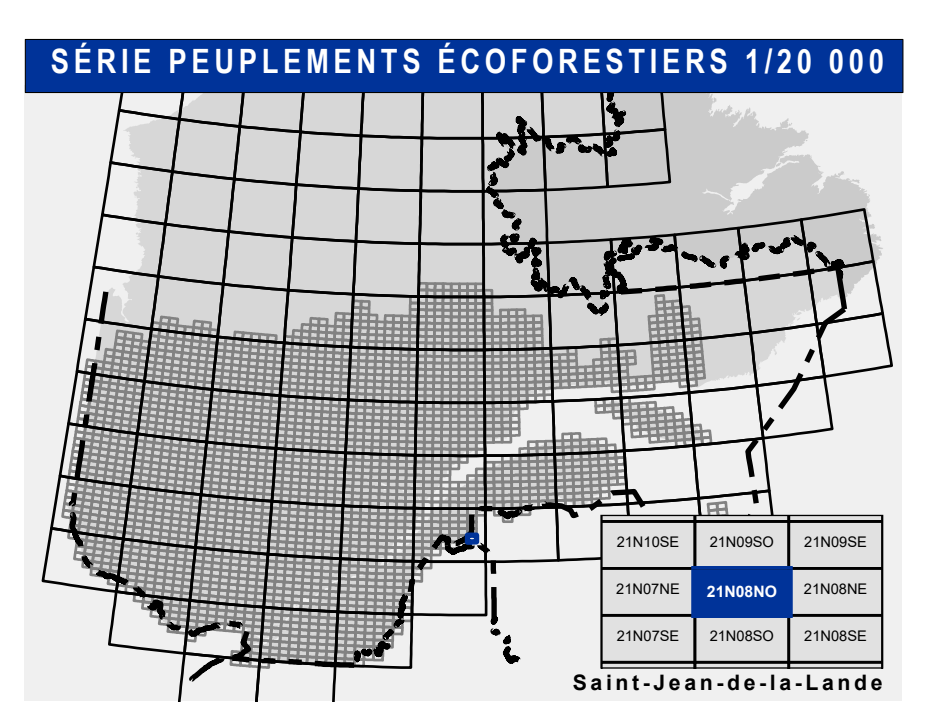 SÉRIE PEUPLEMENTS ÉCOFORESTIERS 1/20 000
21N10SE 21N09SO 21N09SE
21N07NE 21N08NO 21N08NE
21N07SE 21N08SO 21N08SE
Saint-Jean-de-la-Lande